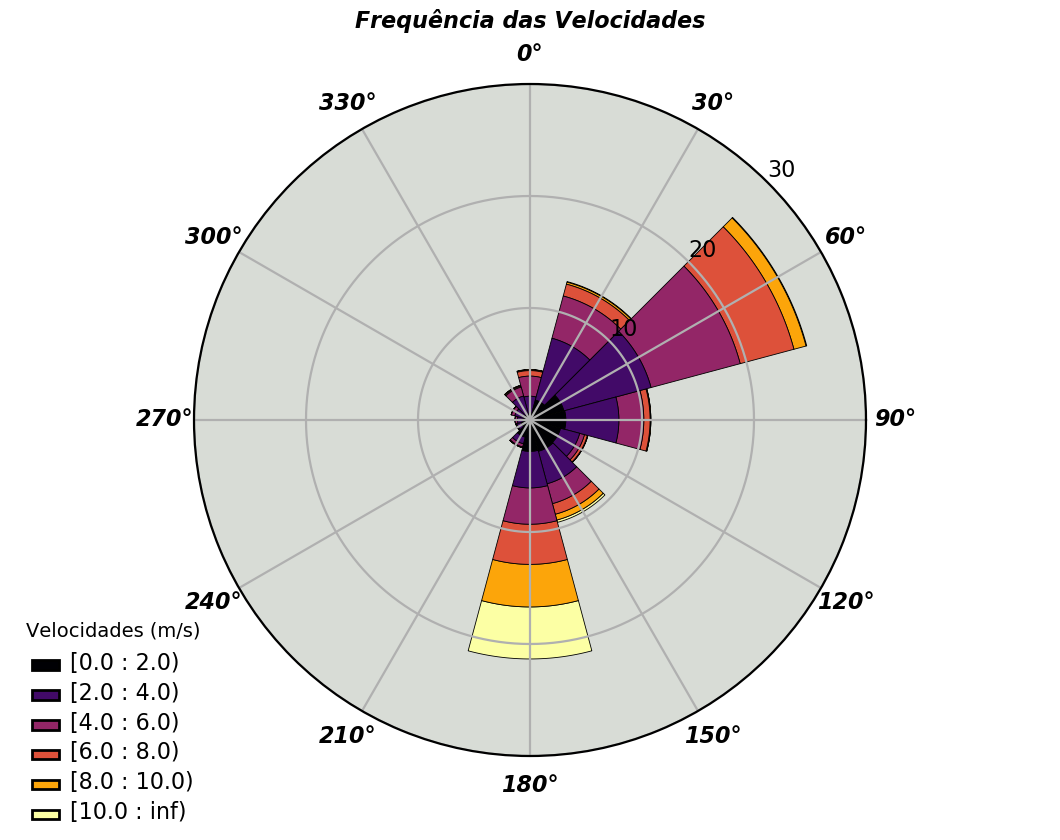 Frequência das Velocidades
0°
330°
30°
30
300°
60°
20
10
270°
90°
240°
120°
210°
150°
180°
Velocidades (m/s)
[0.0 : 2.0)
[2.0 : 4.0)
[4.0 : 6.0)
[6.0 : 8.0)
[8.0 : 10.0)
[10.0 : inf)